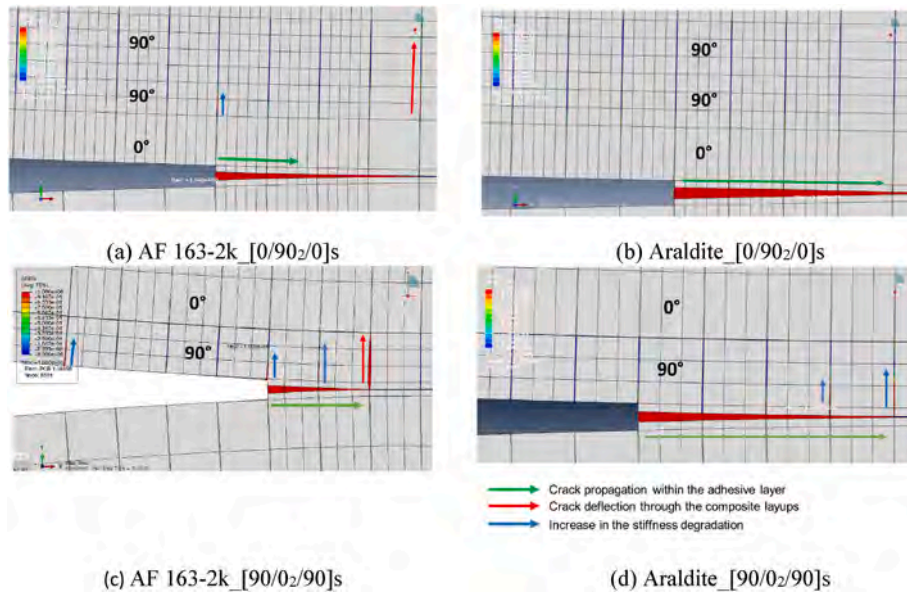 90°
90°
90°
90°
0°
0°
(a) AF 163-2k_[0/90₂/0]s
(b) Araldite_[0/90₂/0]s
0°
0°
90°
90°
Crack propagation within the adhesive layer
Crack deflection through the composite layups
Increase in the stiffness degradation
(c) AF 163-2k_[90/0₂/90]s
(d) Araldite_[90/0₂/90]s